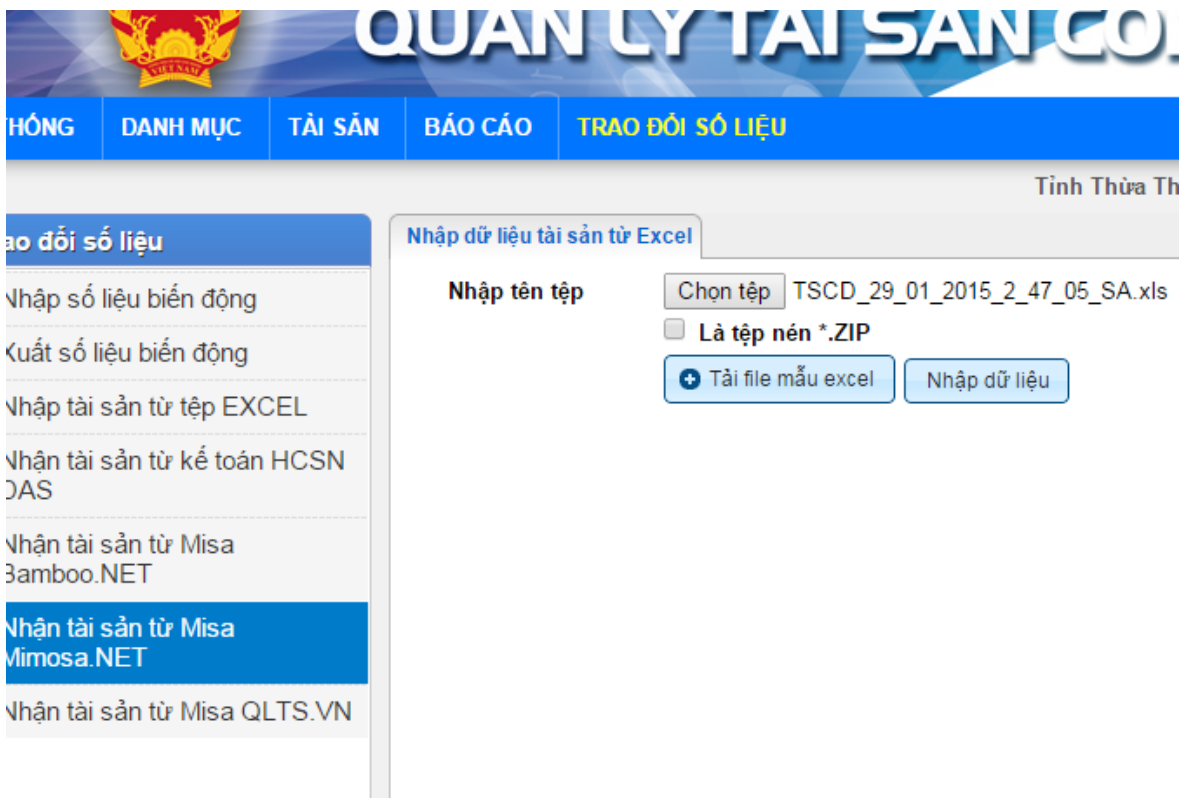 VIỆT NAM
QUẢN LÝ TÀI SẢN CÔ
THỐNG DANH MỤC TÀI SẢN BÁO CÁO TRAO ĐỔI SỐ LIỆU
Tỉnh Thừa Th
ao đổi số liệu
Nhập số liệu biến động
Xuất số liệu biến động
Nhập tài sản từ tệp EXCEL
Nhận tài sản từ kế toán HCSN
DAS
Nhận tài sản từ Misa
Bamboo.NET
Nhận tài sản từ Misa
Mimosa.NET
Nhận tài sản từ Misa QLTS.VN
Nhập dữ liệu tài sản từ Excel
Nhập tên tệp Chọn tệp TSCD_29_01_2015_2_47_05_SA.xls
Là tệp nén *.ZIP
Tải file mẫu excel Nhập dữ liệu